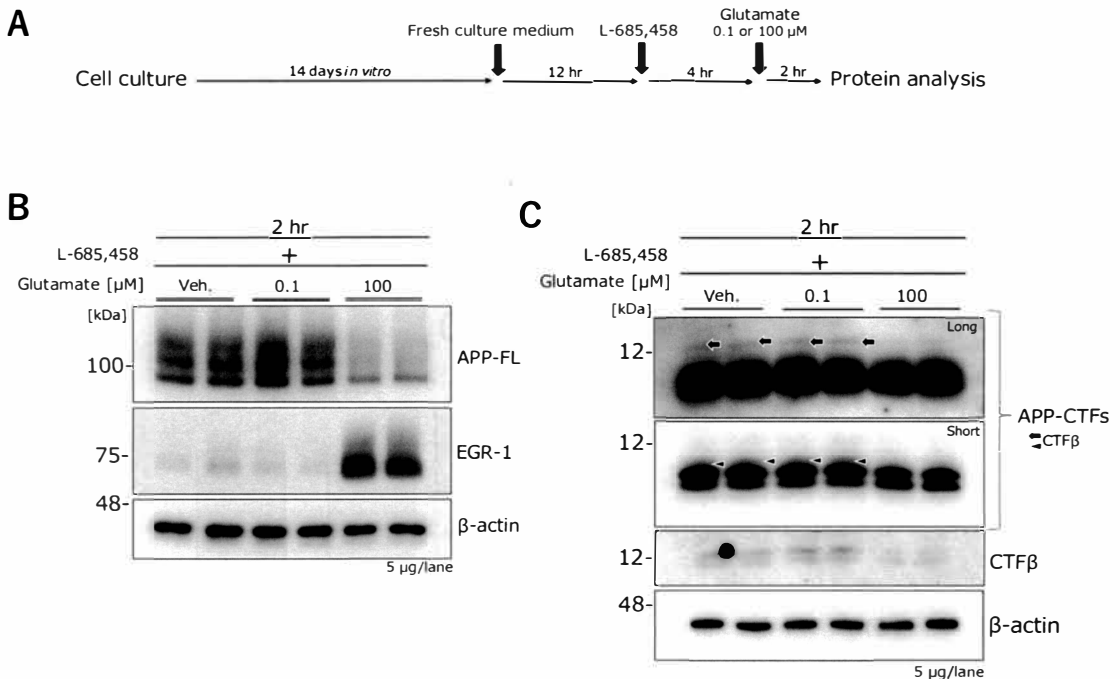 A
Fresh culture medium
L-685,458
Glutamate
0.1 or 100 µM
Cell culture
14 days in vitro
12 hr
4 hr
2 hr
Protein analysis
B
2 hr
L-685,458
+
Glutamate [µM]
Veh.
0.1
100
[kDa]
100-
APP-FL
75-
EGR-1
48-
β-actin
5 µg/lane
C
2 hr
L-685,458
+
Glutamate [µM]
Veh.
0.1
100
[kDa]
Long
12-
APP-CTFs
CTFβ
Short
12-
12-
CTFβ
48-
β-actin
5 µg/lane